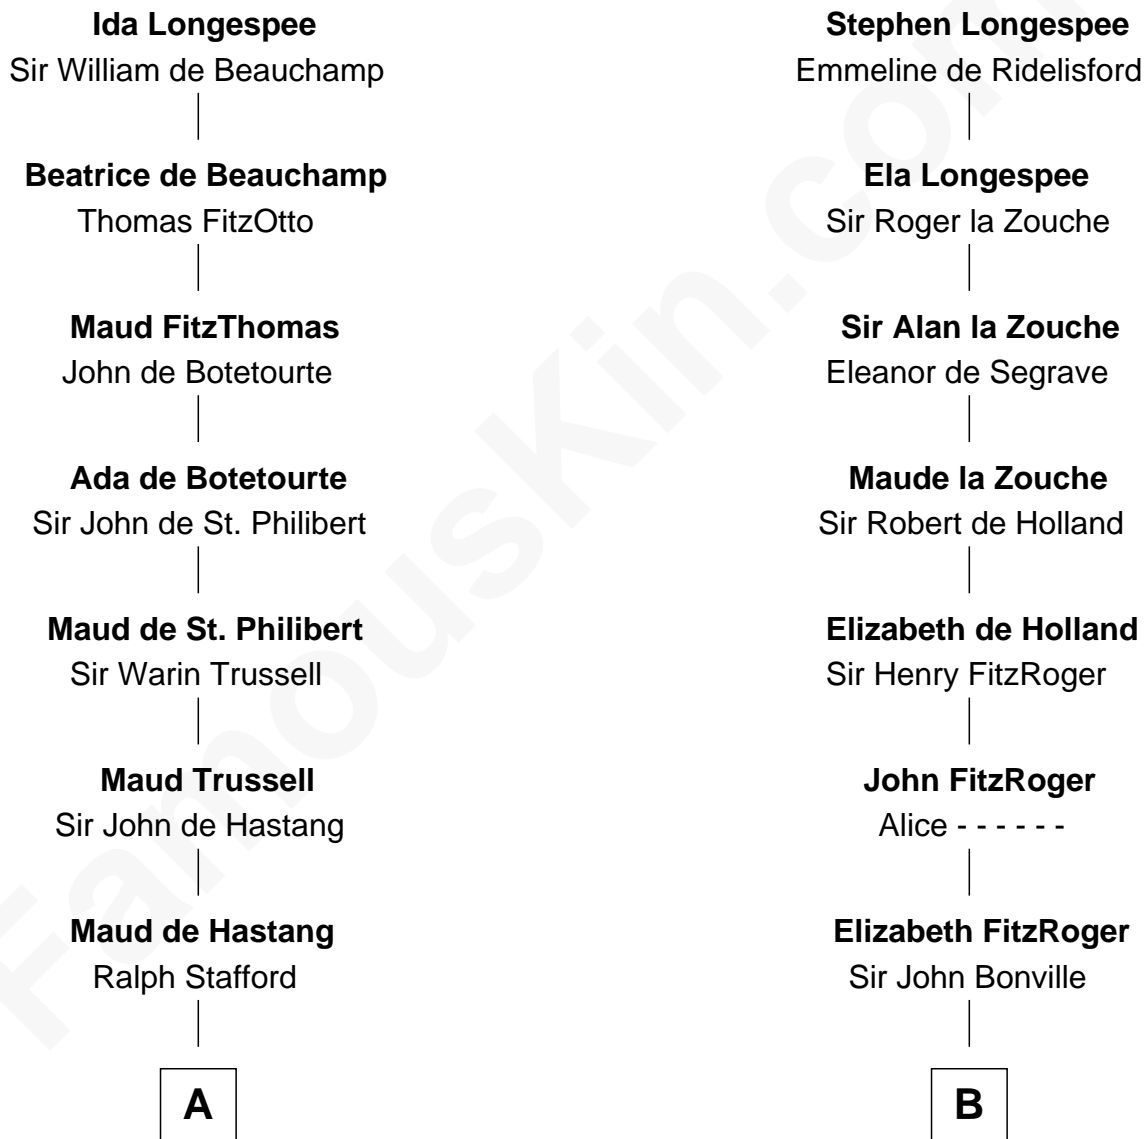 Ida Longespee
Sir William de Beauchamp
Beatrice de Beauchamp
Thomas FitzOtto
Maud FitzThomas
John de Botetourte
Ada de Botetourte
Sir John de St. Philibert
Maud de St. Philibert
Sir Warin Trussell
Maud Trussell
Sir John de Hastang
Maud de Hastang
Ralph Stafford
A
Stephen Longespee
Emmeline de Ridelisford
Ela Longespee
Sir Roger la Zouche
Sir Alan la Zouche
Eleanor de Segrave
Maude la Zouche
Sir Robert de Holland
Elizabeth de Holland
Sir Henry FitzRoger
John FitzRoger
Alice - - - - - -
Elizabeth FitzRoger
Sir John Bonville
B
FamousKin.com